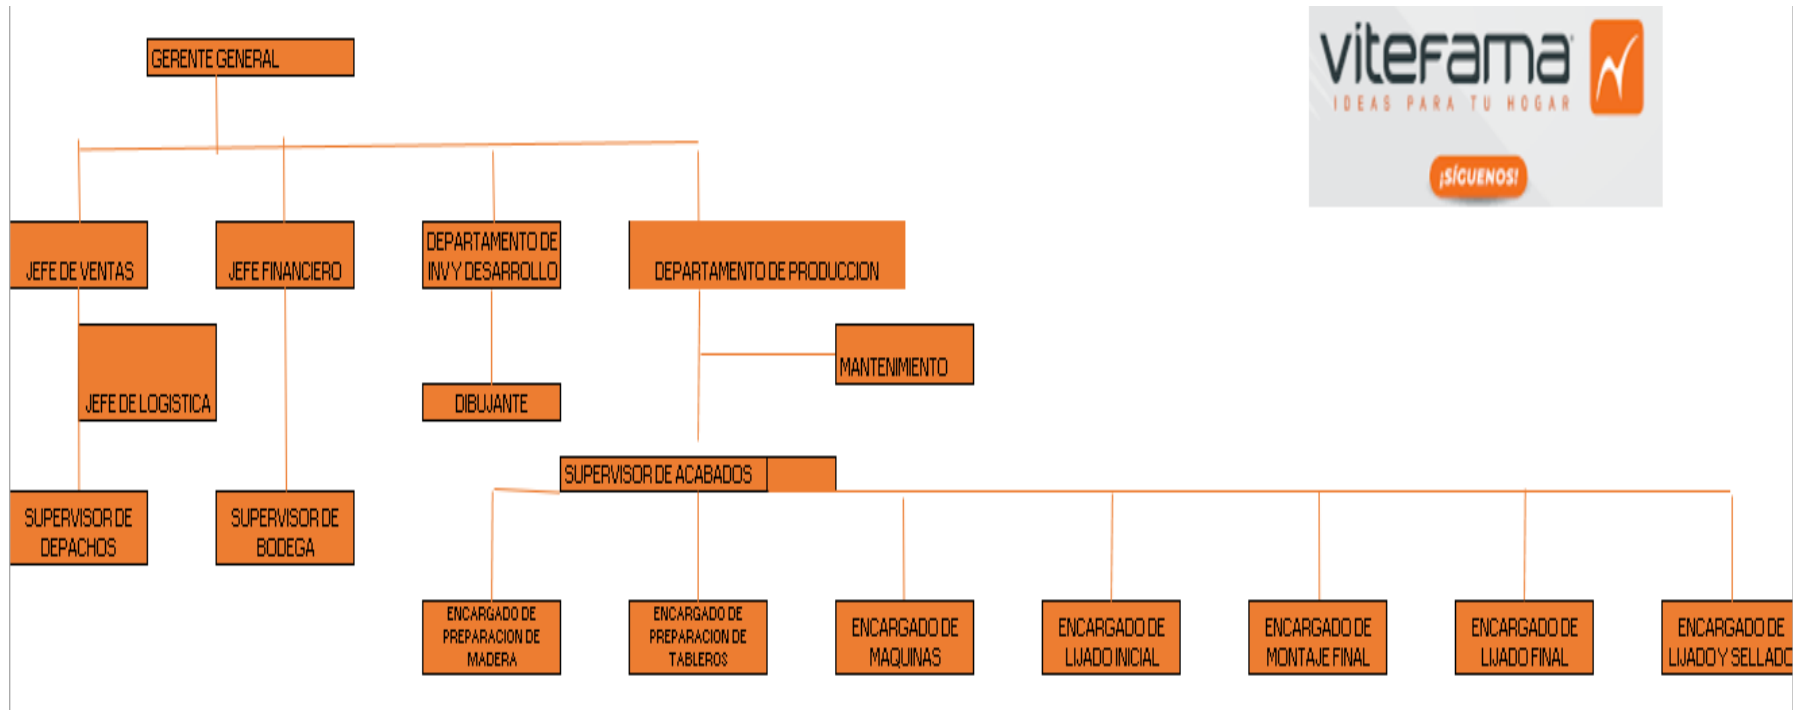 GERENTE GENERAL
vitefama
IDEAS PARA TU HOGAR
¡SÍGUENOS!
JEFE DE VENTAS
JEFE FINANCIERO
DEPARTAMENTO DE
INV Y DESARROLLO
DEPARTAMENTO DE PRODUCCION
JEFE DE LOGISTICA
MANTENIMIENTO
DIBUJANTE
SUPERVISOR DE ACABADOS
SUPERVISOR DE
DEPACHOS
SUPERVISOR DE
BODEGA
ENCARGADO DE
PREPARACION DE
MADERA
ENCARGADO DE
PREPARACION DE
TABLEROS
ENCARGADO DE
MAQUINAS
ENCARGADO DE
LIJADO INICIAL
ENCARGADO DE
MONTAJE FINAL
ENCARGADO DE
LIJADO FINAL
ENCARGADO DE
LIJADO Y SELLADO